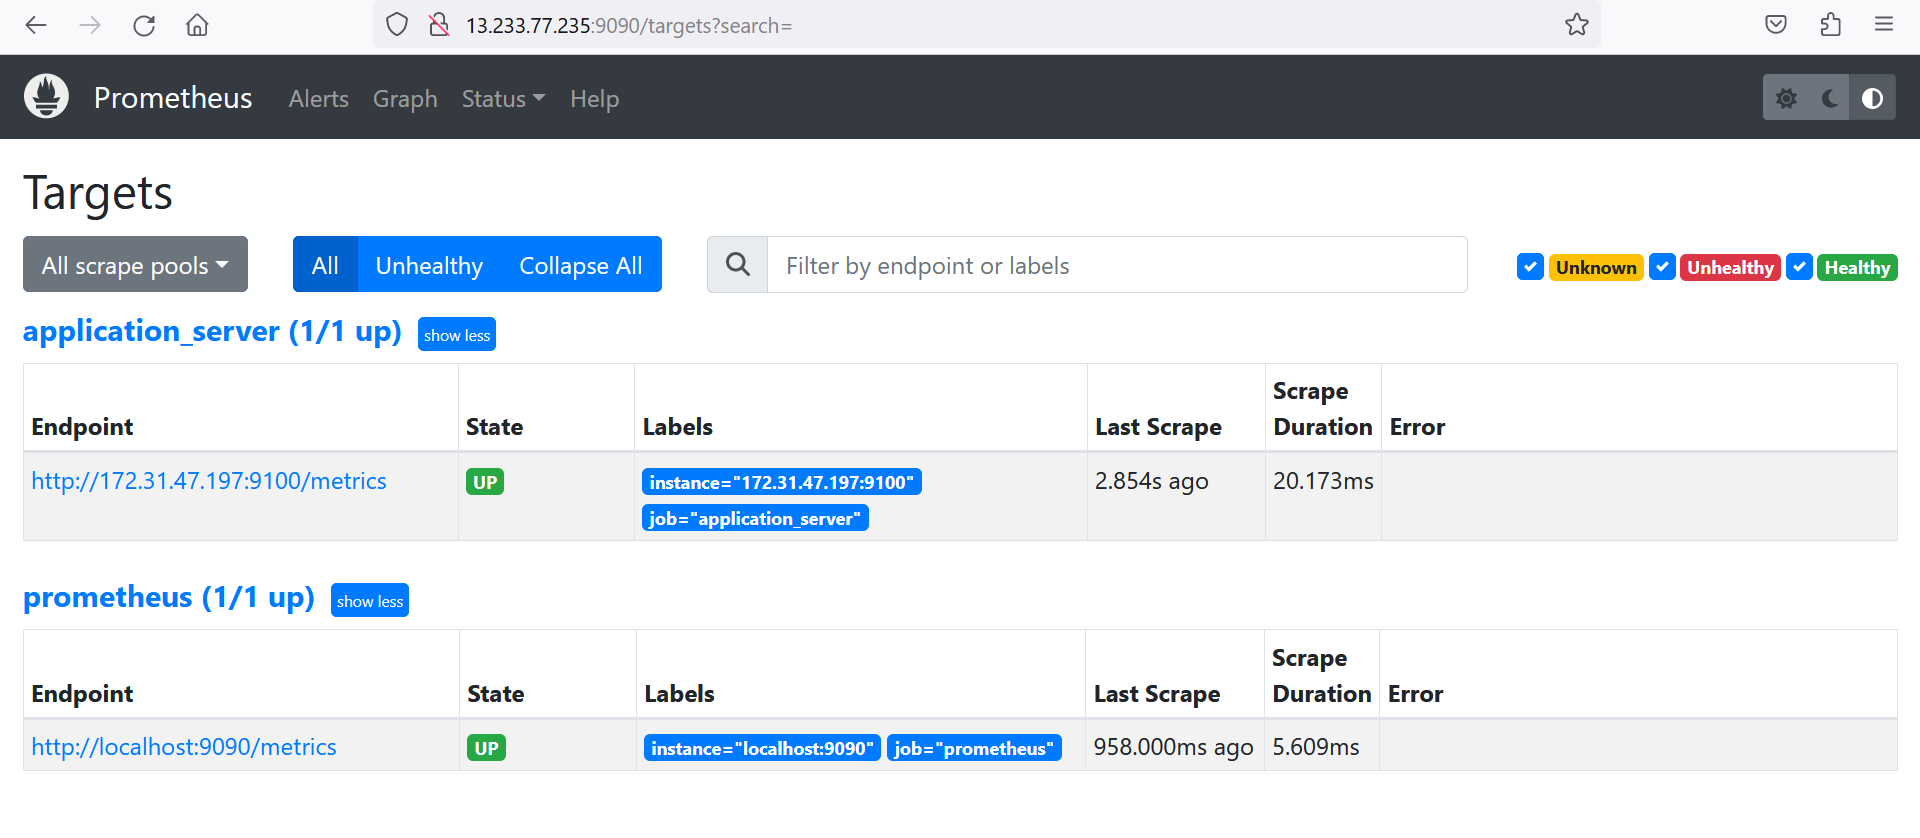 13.233.77.235:9090/targets?search=
Prometheus Alerts Graph Status Help
Targets
All scrape pools All Unhealthy Collapse All Filter by endpoint or labels Unknown Unhealthy Healthy
application_server (1/1 up) show less
Endpoint State Labels Last Scrape Scrape Duration Error
http://172.31.47.197:9100/metrics UP instance="172.31.47.197:9100" 2.854s ago 20.173ms
job="application_server"
prometheus (1/1 up) show less
Endpoint State Labels Last Scrape Scrape Duration Error
http://localhost:9090/metrics UP instance="localhost:9090" job="prometheus" 958.000ms ago 5.609ms